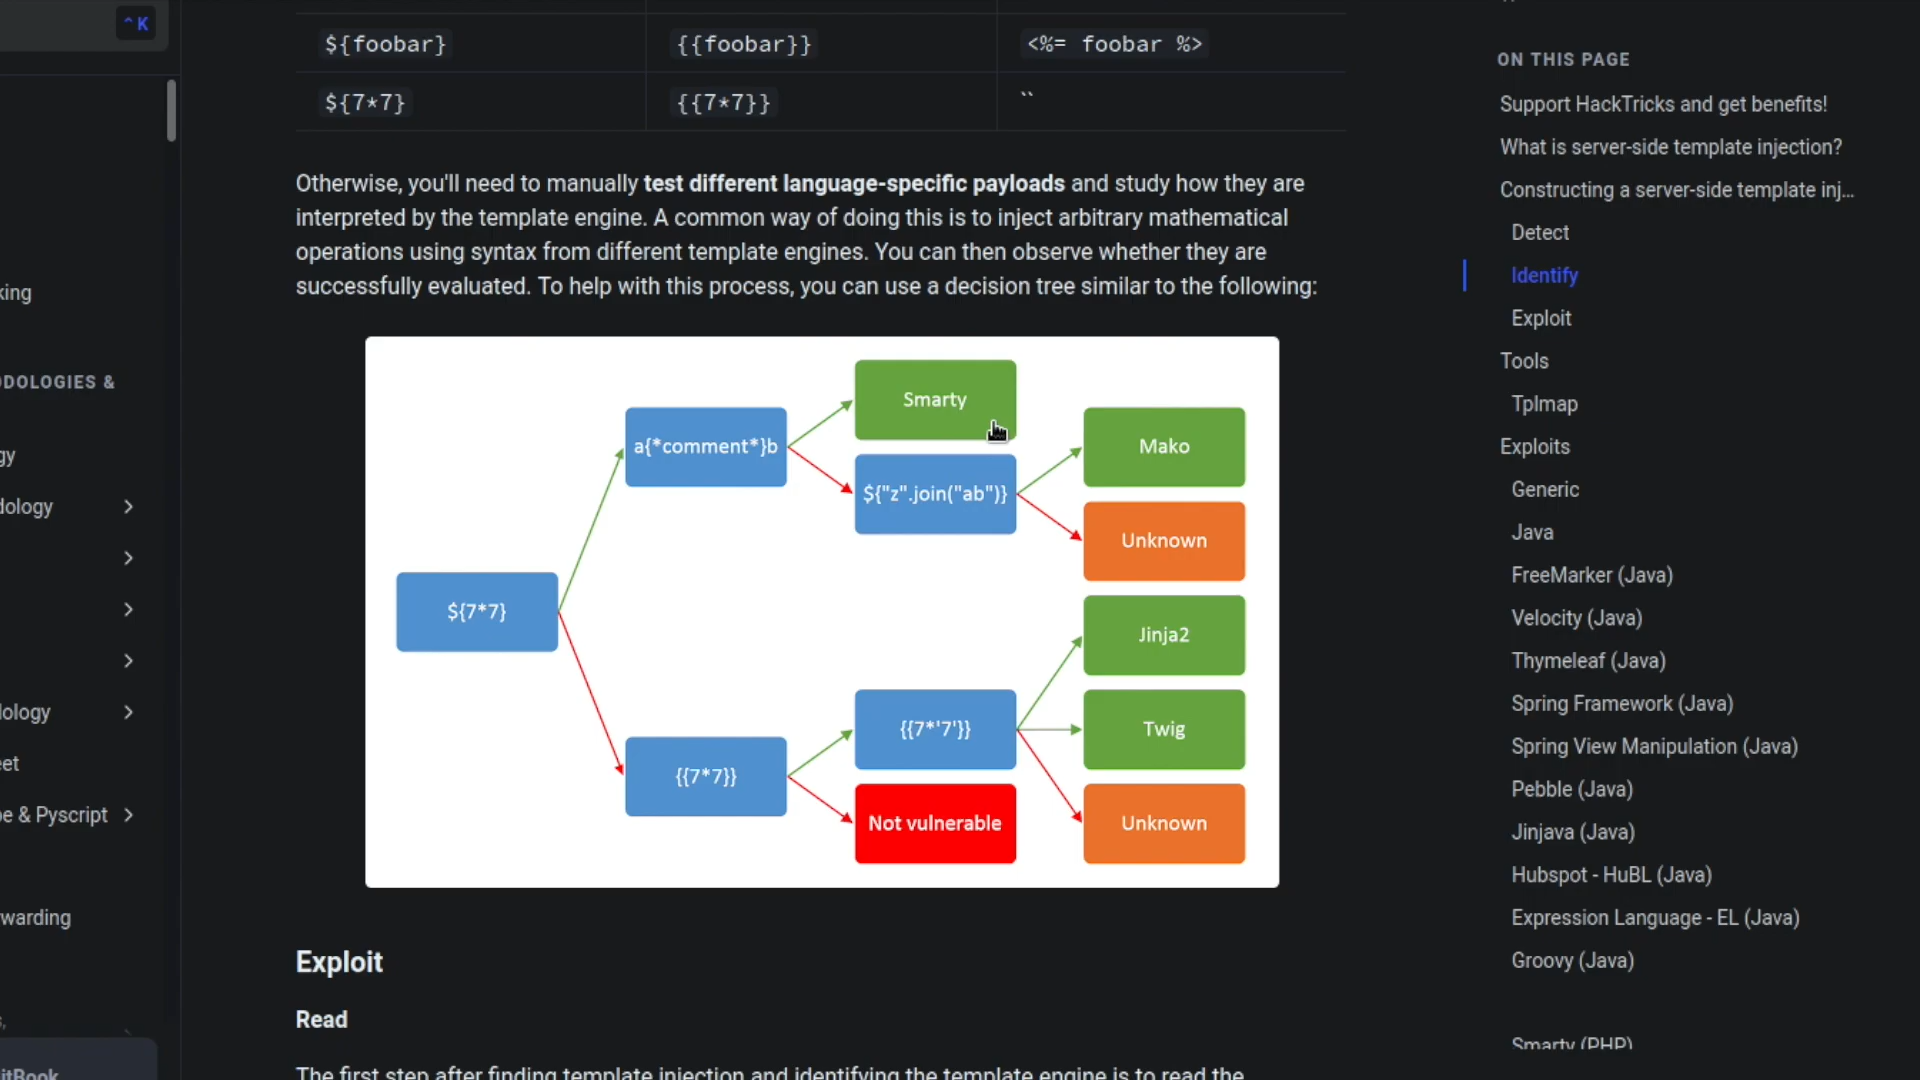 ^ K
${foobar}
{{foobar}}
<%= foobar %>
${7*7}
{{7*7}}
``
Otherwise, you'll need to manually test different language-specific payloads and study how they are
interpreted by the template engine. A common way of doing this is to inject arbitrary mathematical
operations using syntax from different template engines. You can then observe whether they are
successfully evaluated. To help with this process, you can use a decision tree similar to the following:
Smarty
a{*comment*}b
Mako
${"z".join("ab")}
Unknown
${7*7}
Jinja2
{{7*'7'}}
Twig
{{7*7}}
Not vulnerable
Unknown
Exploit
Read
The first step after finding template injection and identifying the template engine is to read the
king
ODOLOGIES &
gy
dology
dology
eet
pe & Pyscript
rwarding
itBook
ON THIS PAGE
Support HackTricks and get benefits!
What is server-side template injection?
Constructing a server-side template inj...
Detect
Identify
Exploit
Tools
Tplmap
Exploits
Generic
Java
FreeMarker (Java)
Velocity (Java)
Thymeleaf (Java)
Spring Framework (Java)
Spring View Manipulation (Java)
Pebble (Java)
Jinjava (Java)
Hubspot - HuBL (Java)
Expression Language - EL (Java)
Groovy (Java)
Smarty (PHP)